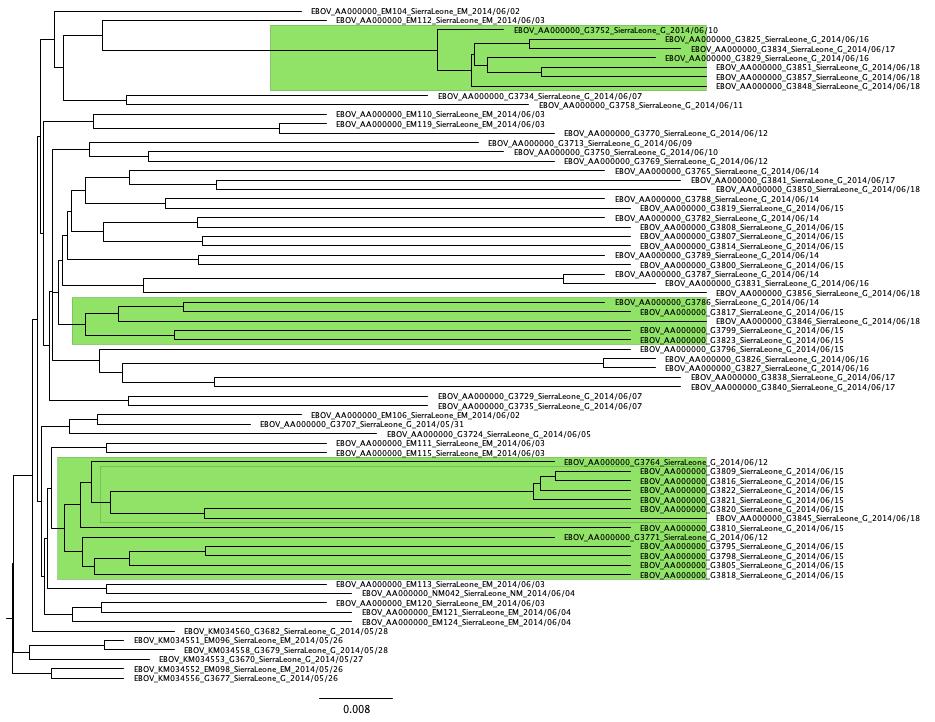 EBOV_AA000000_EM104_SierraLeone_EM_2014/06/02
EBOV_AA000000_EM112_SierraLeone_EM_2014/06/03
EBOV_AA000000_G3752_SierraLeone_G_2014/06/10
EBOV_AA000000_G3825_SierraLeone_G_2014/06/16
EBOV_AA000000_G3834_SierraLeone_G_2014/06/17
EBOV_AA000000_G3829_SierraLeone_G_2014/06/16
EBOV_AA000000_G3851_SierraLeone_G_2014/06/18
EBOV_AA000000_G3857_SierraLeone_G_2014/06/18
EBOV_AA000000_G3848_SierraLeone_G_2014/06/18
EBOV_AA000000_G3734_SierraLeone_G_2014/06/07
EBOV_AA000000_G3758_SierraLeone_G_2014/06/11
EBOV_AA000000_EM110_SierraLeone_EM_2014/06/03
EBOV_AA000000_EM119_SierraLeone_EM_2014/06/03
EBOV_AA000000_G3770_SierraLeone_G_2014/06/12
EBOV_AA000000_G3713_SierraLeone_G_2014/06/09
EBOV_AA000000_G3750_SierraLeone_G_2014/06/10
EBOV_AA000000_G3769_SierraLeone_G_2014/06/12
EBOV_AA000000_G3765_SierraLeone_G_2014/06/14
EBOV_AA000000_G3841_SierraLeone_G_2014/06/17
EBOV_AA000000_G3850_SierraLeone_G_2014/06/18
EBOV_AA000000_G3788_SierraLeone_G_2014/06/14
EBOV_AA000000_G3819_SierraLeone_G_2014/06/15
EBOV_AA000000_G3782_SierraLeone_G_2014/06/14
EBOV_AA000000_G3808_SierraLeone_G_2014/06/15
EBOV_AA000000_G3807_SierraLeone_G_2014/06/15
EBOV_AA000000_G3814_SierraLeone_G_2014/06/15
EBOV_AA000000_G3789_SierraLeone_G_2014/06/14
EBOV_AA000000_G3800_SierraLeone_G_2014/06/15
EBOV_AA000000_G3787_SierraLeone_G_2014/06/14
EBOV_AA000000_G3831_SierraLeone_G_2014/06/16
EBOV_AA000000_G3856_SierraLeone_G_2014/06/18
EBOV_AA000000_G3786_SierraLeone_G_2014/06/14
EBOV_AA000000_G3817_SierraLeone_G_2014/06/15
EBOV_AA000000_G3846_SierraLeone_G_2014/06/18
EBOV_AA000000_G3799_SierraLeone_G_2014/06/15
EBOV_AA000000_G3823_SierraLeone_G_2014/06/15
EBOV_AA000000_G3796_SierraLeone_G_2014/06/15
EBOV_AA000000_G3826_SierraLeone_G_2014/06/16
EBOV_AA000000_G3827_SierraLeone_G_2014/06/16
EBOV_AA000000_G3838_SierraLeone_G_2014/06/17
EBOV_AA000000_G3840_SierraLeone_G_2014/06/17
EBOV_AA000000_G3729_SierraLeone_G_2014/06/07
EBOV_AA000000_G3735_SierraLeone_G_2014/06/07
EBOV_AA000000_EM106_SierraLeone_EM_2014/06/02
EBOV_AA000000_G3707_SierraLeone_G_2014/05/31
EBOV_AA000000_G3724_SierraLeone_G_2014/06/05
EBOV_AA000000_EM111_SierraLeone_EM_2014/06/03
EBOV_AA000000_EM115_SierraLeone_EM_2014/06/03
EBOV_AA000000_G3764_SierraLeone_G_2014/06/12
EBOV_AA000000_G3809_SierraLeone_G_2014/06/15
EBOV_AA000000_G3816_SierraLeone_G_2014/06/15
EBOV_AA000000_G3822_SierraLeone_G_2014/06/15
EBOV_AA000000_G3821_SierraLeone_G_2014/06/15
EBOV_AA000000_G3820_SierraLeone_G_2014/06/15
EBOV_AA000000_G3845_SierraLeone_G_2014/06/18
EBOV_AA000000_G3810_SierraLeone_G_2014/06/15
EBOV_AA000000_G3771_SierraLeone_G_2014/06/12
EBOV_AA000000_G3795_SierraLeone_G_2014/06/15
EBOV_AA000000_G3798_SierraLeone_G_2014/06/15
EBOV_AA000000_G3805_SierraLeone_G_2014/06/15
EBOV_AA000000_G3818_SierraLeone_G_2014/06/15
EBOV_AA000000_EM113_SierraLeone_EM_2014/06/03
EBOV_AA000000_NM042_SierraLeone_NM_2014/06/04
EBOV_AA000000_EM120_SierraLeone_EM_2014/06/03
EBOV_AA000000_EM121_SierraLeone_EM_2014/06/04
EBOV_AA000000_EM124_SierraLeone_EM_2014/06/04
EBOV_KM034560_G3682_SierraLeone_G_2014/05/28
EBOV_KM034551_EM096_SierraLeone_EM_2014/05/26
EBOV_KM034558_G3679_SierraLeone_G_2014/05/28
EBOV_KM034553_G3670_SierraLeone_G_2014/05/27
EBOV_KM034552_EM098_SierraLeone_EM_2014/05/26
EBOV_KM034556_G3677_SierraLeone_G_2014/05/26
0.008